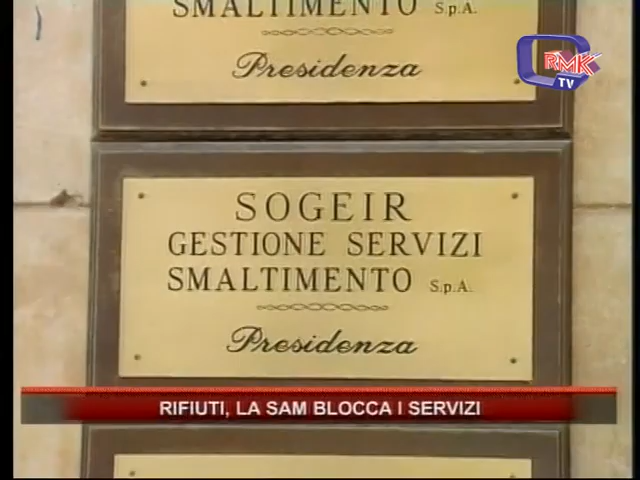 SMALTIMENTO S.p.A.
Presidenza
RMK
TV
SOGEIR
GESTIONE SERVIZI
SMALTIMENTO S.p.A.
Presidenza
RIFIUTI, LA SAM BLOCCA I SERVIZI